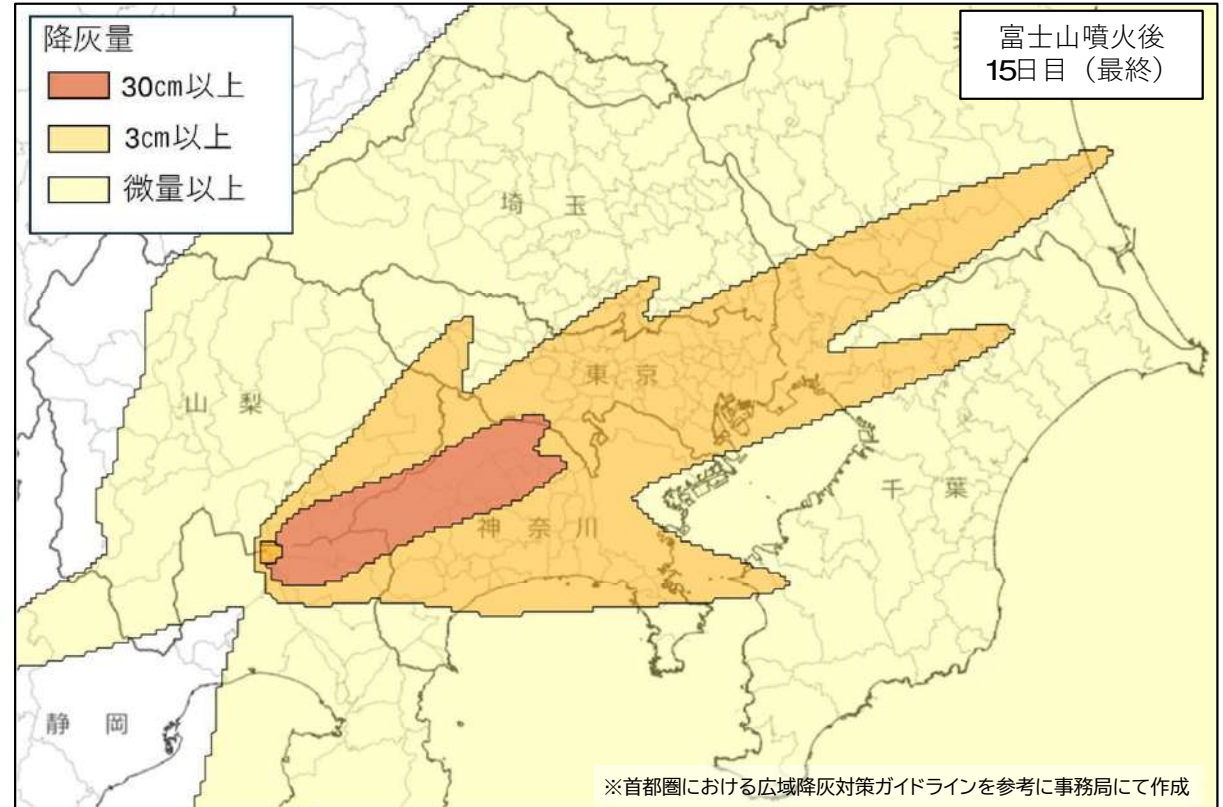 降灰量
30cm以上
3cm以上
微量以上
富士山噴火後
15日目（最終）
埼 玉
東 京
山 梨
神 奈 川
千 葉
静 岡
※首都圏における広域降灰対策ガイドラインを参考に事務局にて作成